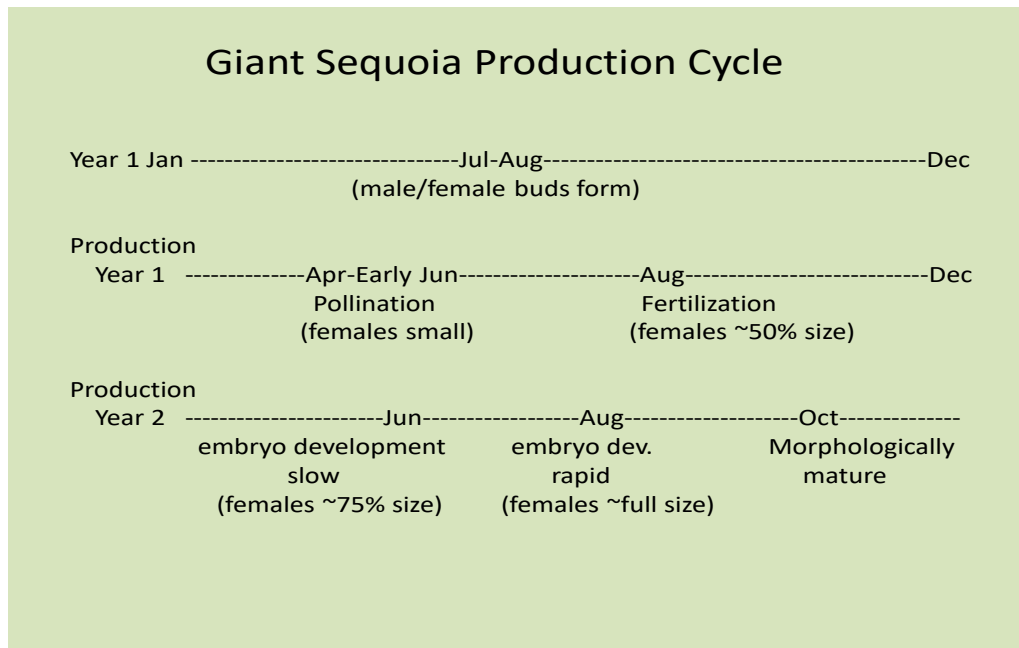 Giant Sequoia Production Cycle
Year 1 Jan -------------------------------Jul-Aug--------------------------------------------Dec
(male/female buds form)
Production
Year 1 --------------Apr-Early Jun---------------------Aug----------------------------Dec
Pollination Fertilization
(females small) (females ~50% size)
Production
Year 2 -----------------------Jun------------------Aug--------------------Oct--------------
embryo development embryo dev. Morphologically
slow rapid mature
(females ~75% size) (females ~full size)